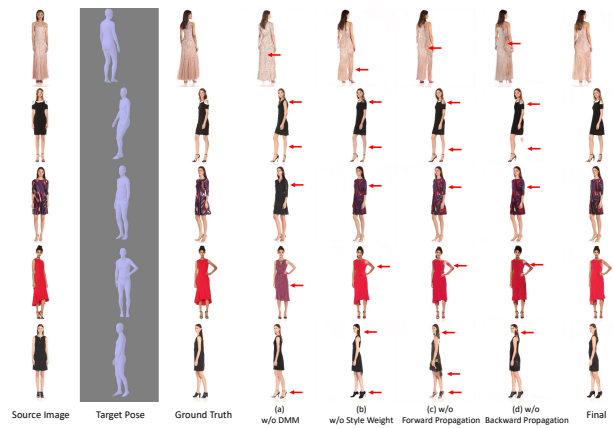 Source Image
Target Pose
Ground Truth
(a)
w/o DMM
(b)
w/o Style Weight
(c) w/o
Forward Propagation
(d) w/o
Backward Propagation
Final